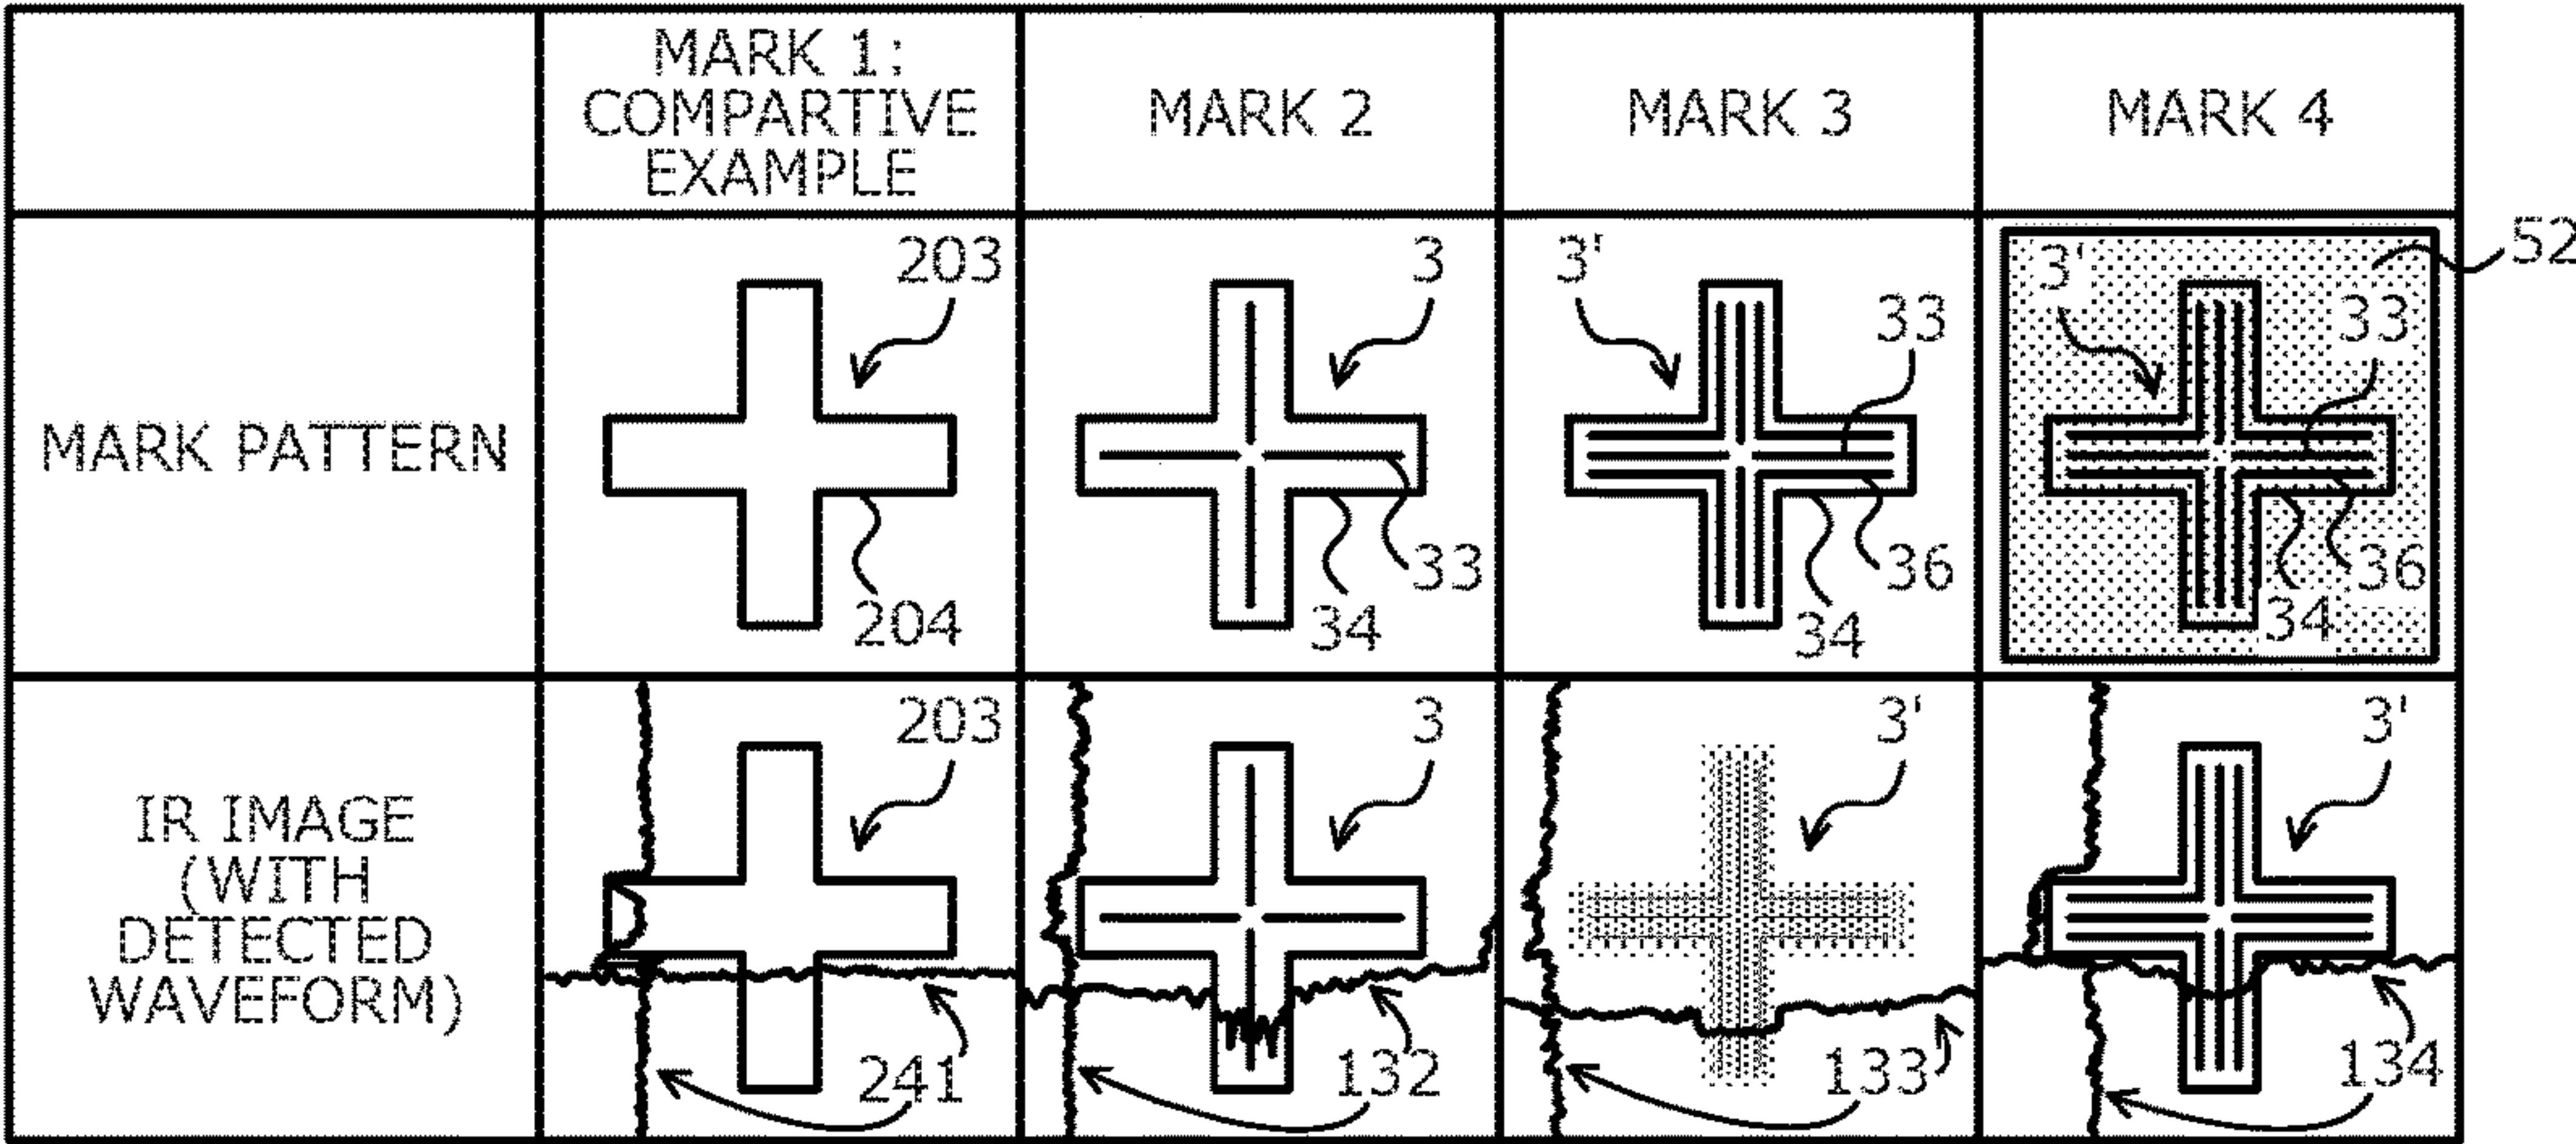 MARK 1:
COMPARTIVE
EXAMPLE
MARK 2
MARK 3
MARK 4
MARK PATTERN
203
204
3
33
34
3'
33
36
34
3'
52
33
36
34
IR IMAGE
(WITH
DETECTED
WAVEFORM)
203
241
3
132
3'
133
3'
134